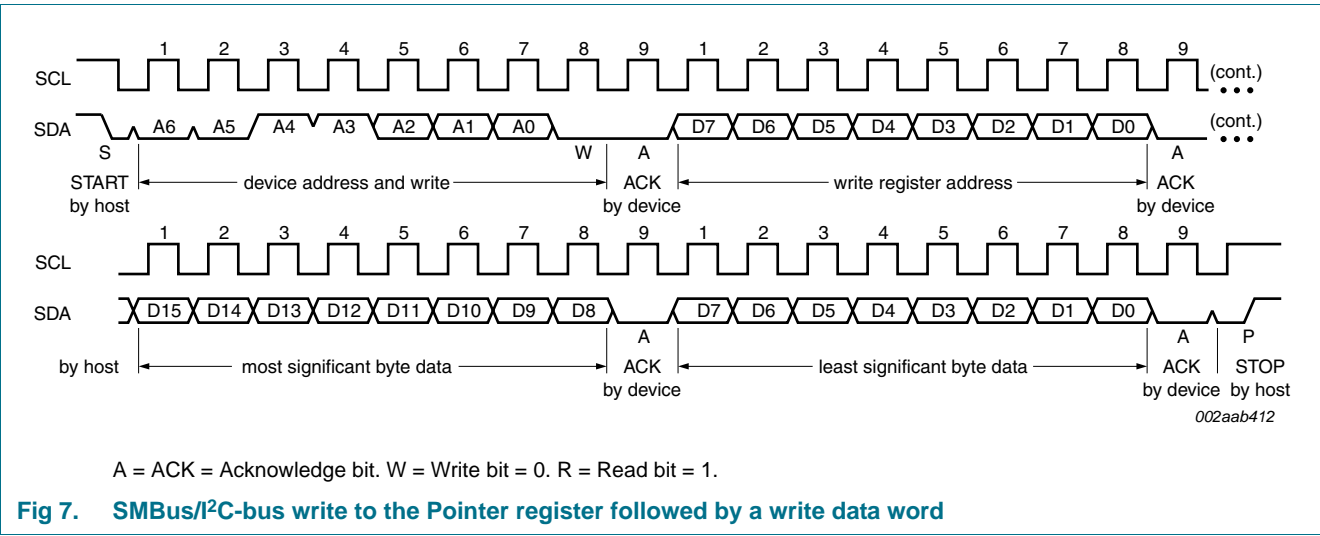 1 2 3 4 5 6 7 8 9 1 2 3 4 5 6 7 8 9
SCL (cont.)
SDA A6 A5 A4 A3 A2 A1 A0 D7 D6 D5 D4 D3 D2 D1 D0 (cont.)
S W A A
START device address and write ACK write register address ACK
by host by device by device
1 2 3 4 5 6 7 8 9 1 2 3 4 5 6 7 8 9
SCL
SDA D15 D14 D13 D12 D11 D10 D9 D8 D7 D6 D5 D4 D3 D2 D1 D0
A A P
by host most significant byte data ACK least significant byte data ACK STOP
by device by device by host
002aab412
A = ACK = Acknowledge bit. W = Write bit = 0. R = Read bit = 1.
Fig 7. SMBus/I²C-bus write to the Pointer register followed by a write data word